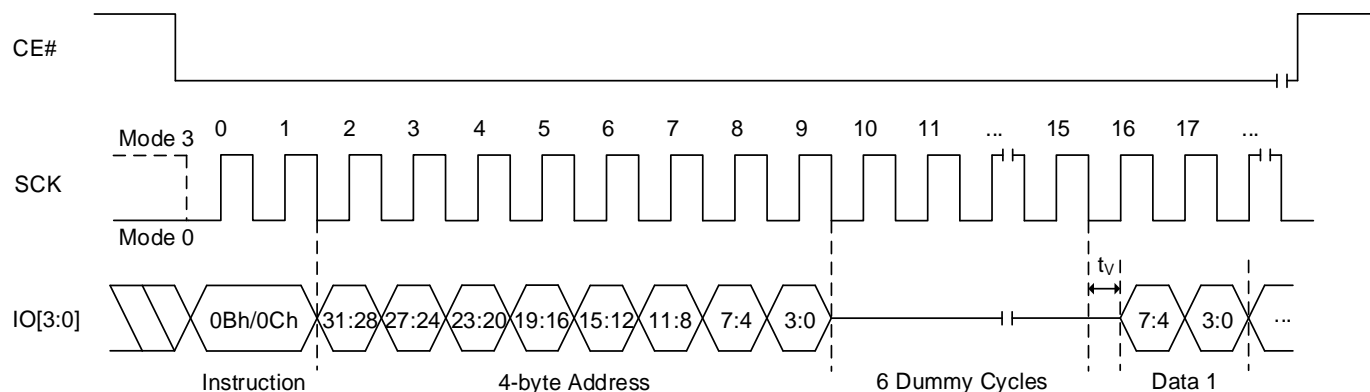 CE#
Mode 3
0 1 2 3 4 5 6 7 8 9 10 11 ... 15 16 17 ...
SCK
Mode 0
tV
IO[3:0]
0Bh/0Ch 31:28 27:24 23:20 19:16 15:12 11:8 7:4 3:0 7:4 3:0 ...
Instruction 4-byte Address 6 Dummy Cycles Data 1